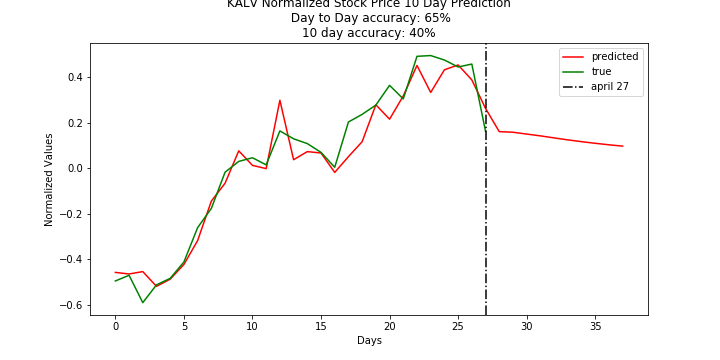 KALV Normalized Stock Price 10 Day Prediction
Day to Day accuracy: 65%
10 day accuracy: 40%
predicted
true
april 27
Normalized Values
0.4
0.2
0.0
−0.2
−0.4
−0.6
0 5 10 15 20 25 30 35
Days